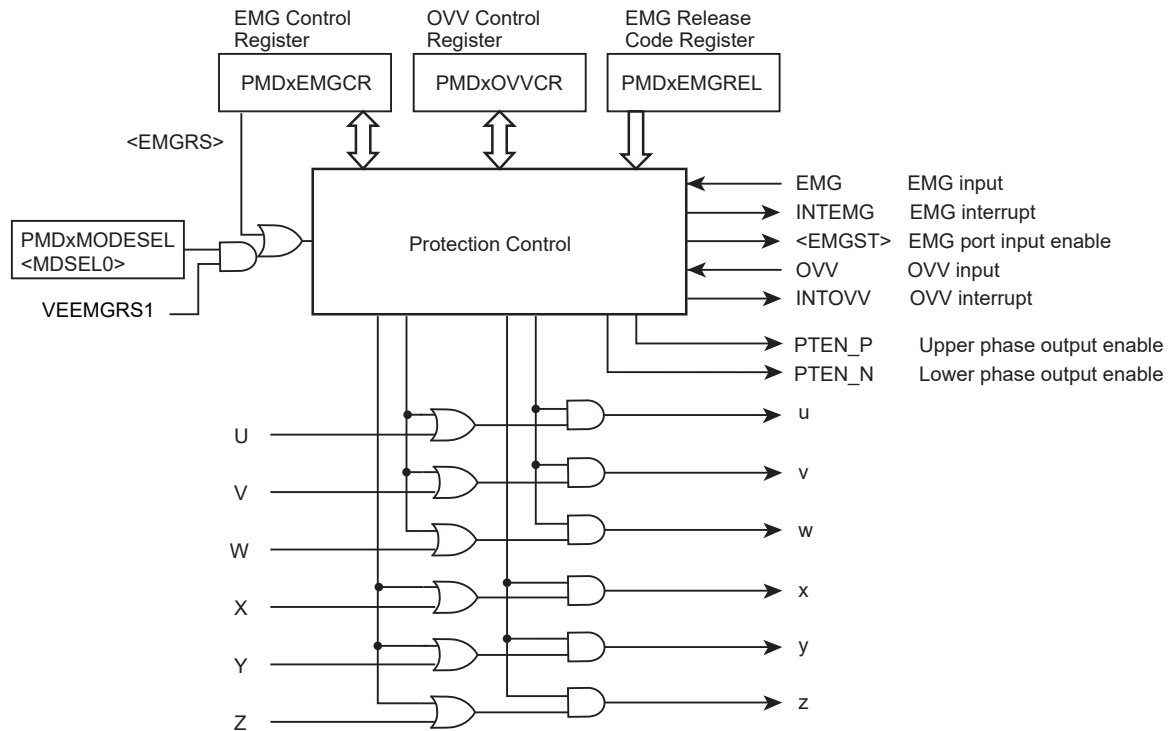 EMG Control
Register
OVV Control
Register
EMG Release
Code Register
PMDxEMGCR
PMDxOVVCR
PMDxEMGREL
<EMGRS>
PMDxMODESEL
<MDSEL0>
VEEMGRS1
Protection Control
EMG EMG input
INTEMG EMG interrupt
<EMGST> EMG port input enable
OVV OVV input
INTOVV OVV interrupt
PTEN_P Upper phase output enable
PTEN_N Lower phase output enable
U u
V v
W w
X x
Y y
Z z